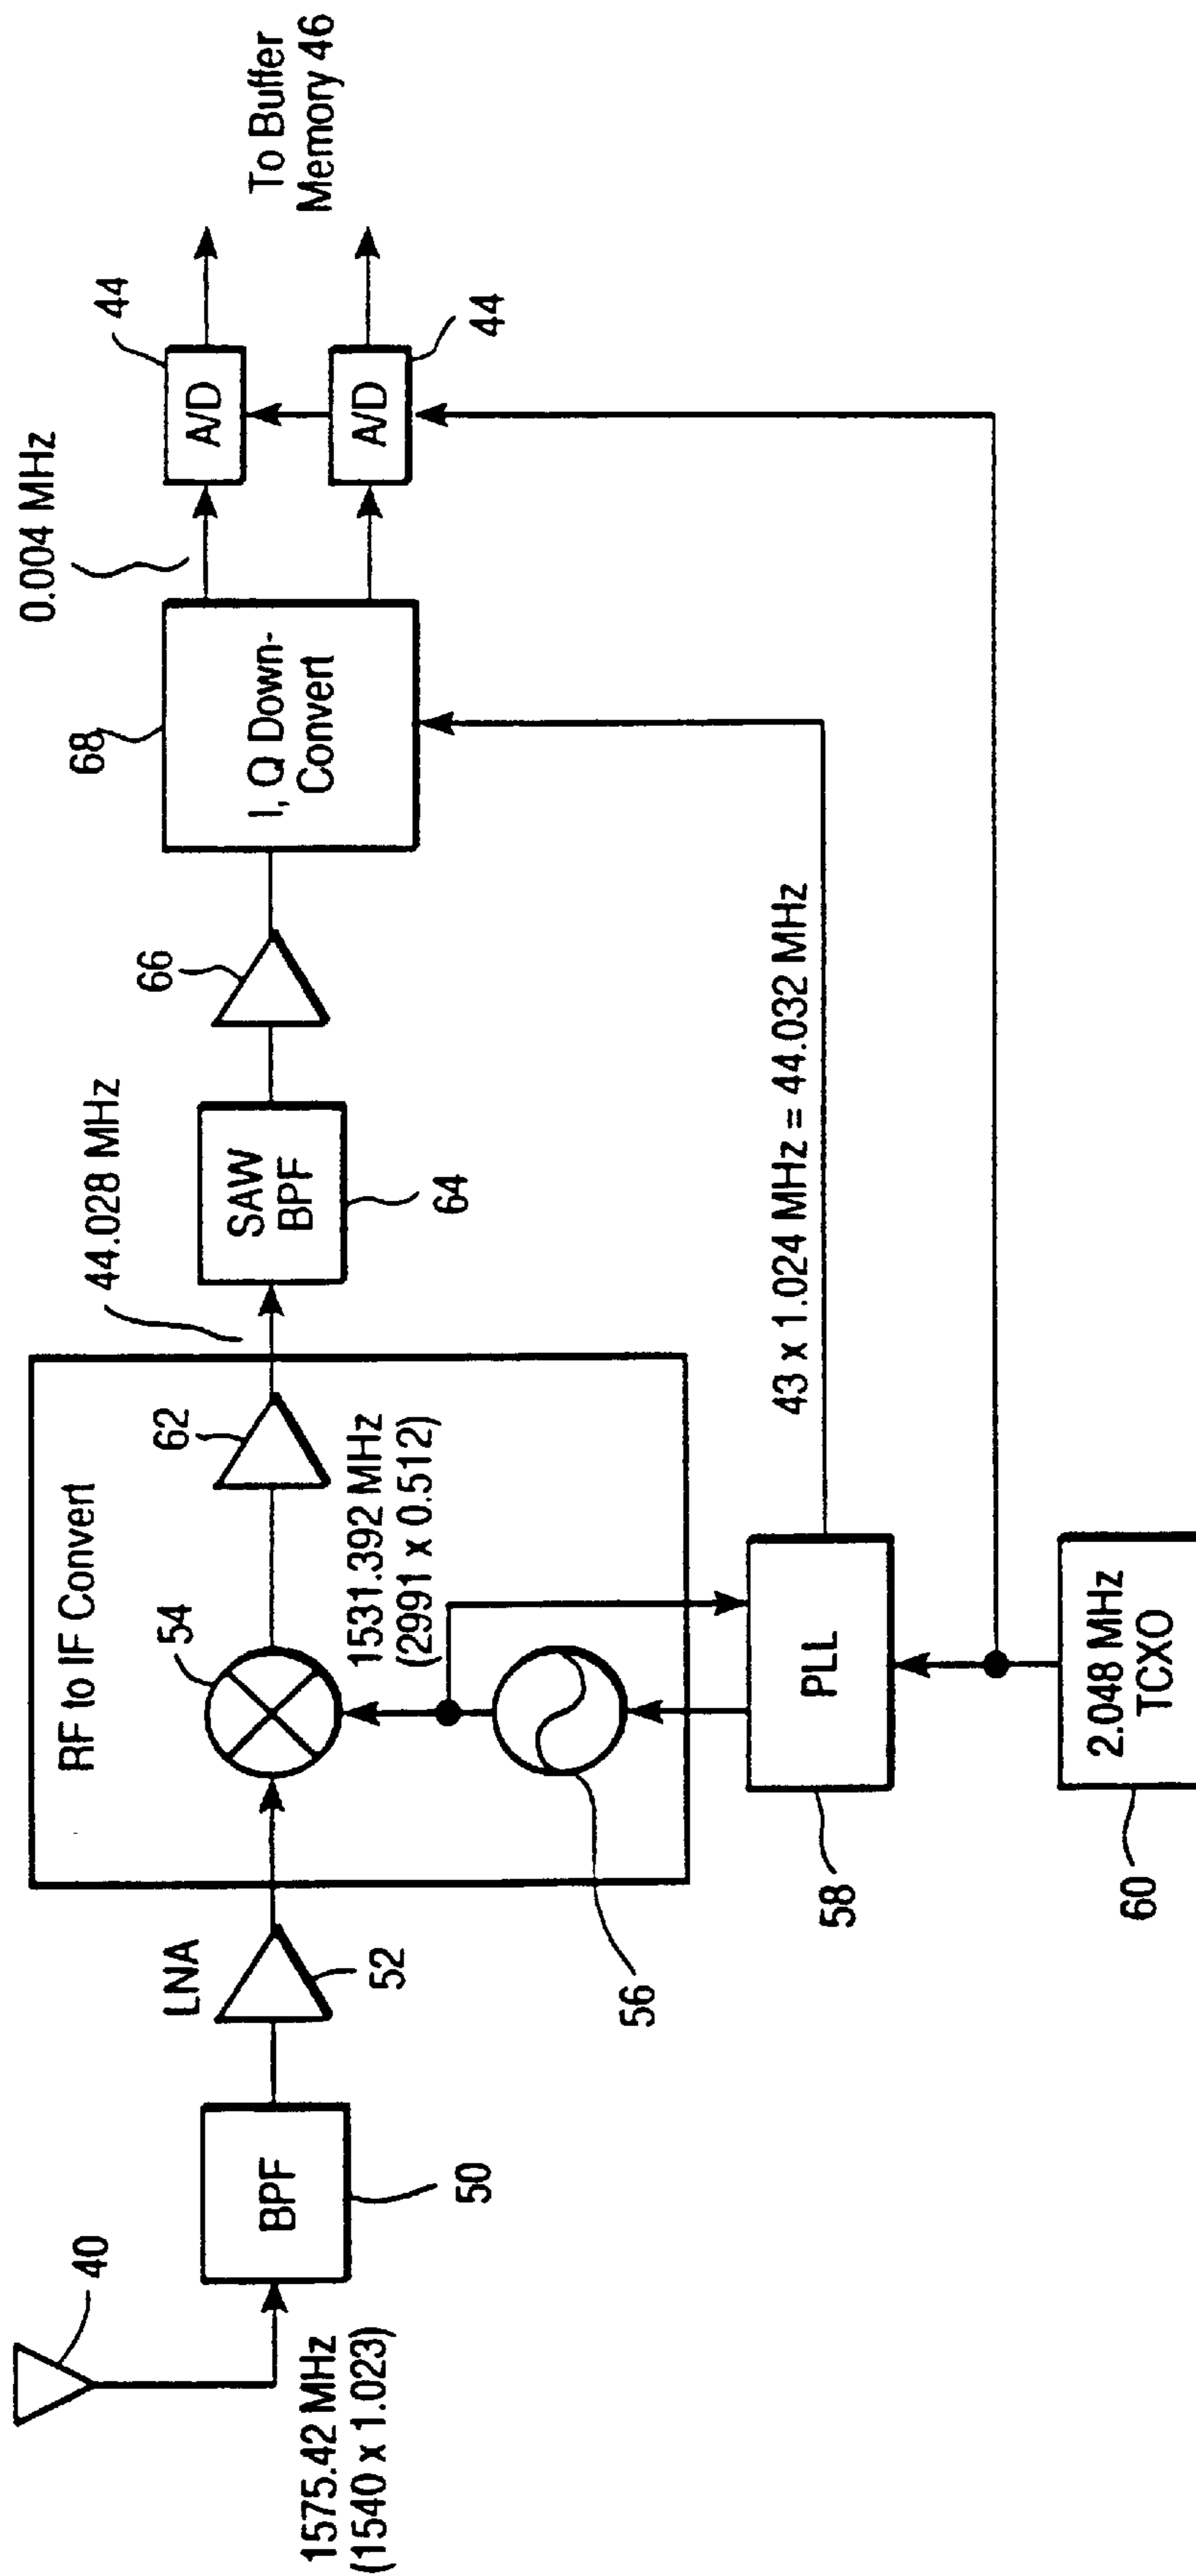 40
1575.42 MHz
(1540 x 1.023)
BPF
50
LNA
52
RF to IF Convert
54
1531.392 MHz
(2991 x 0.512)
56
62
44.028 MHz
SAW
BPF
64
66
68
I, Q Down-
Convert
0.004 MHz
44
A/D
A/D
44
To Buffer
Memory 46
43 x 1.024 MHz = 44.032 MHz
PLL
58
2.048 MHz
TCXO
60